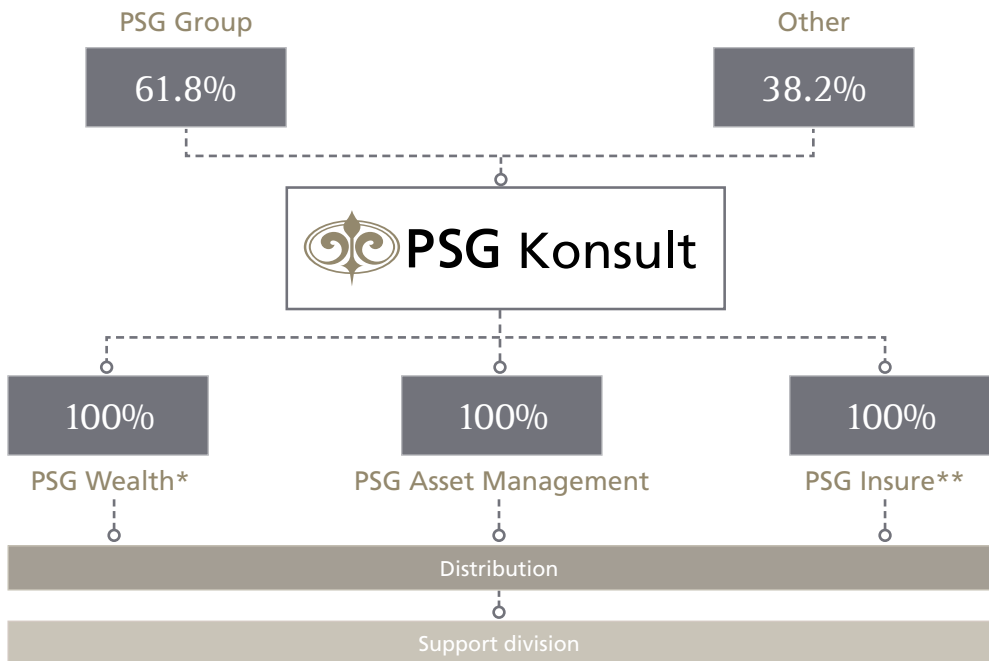 PSG Group
Other
61.8%
38.2%
PSG Konsult
100%
100%
100%
PSG Wealth*
PSG Asset Management
PSG Insure**
Distribution
Support division